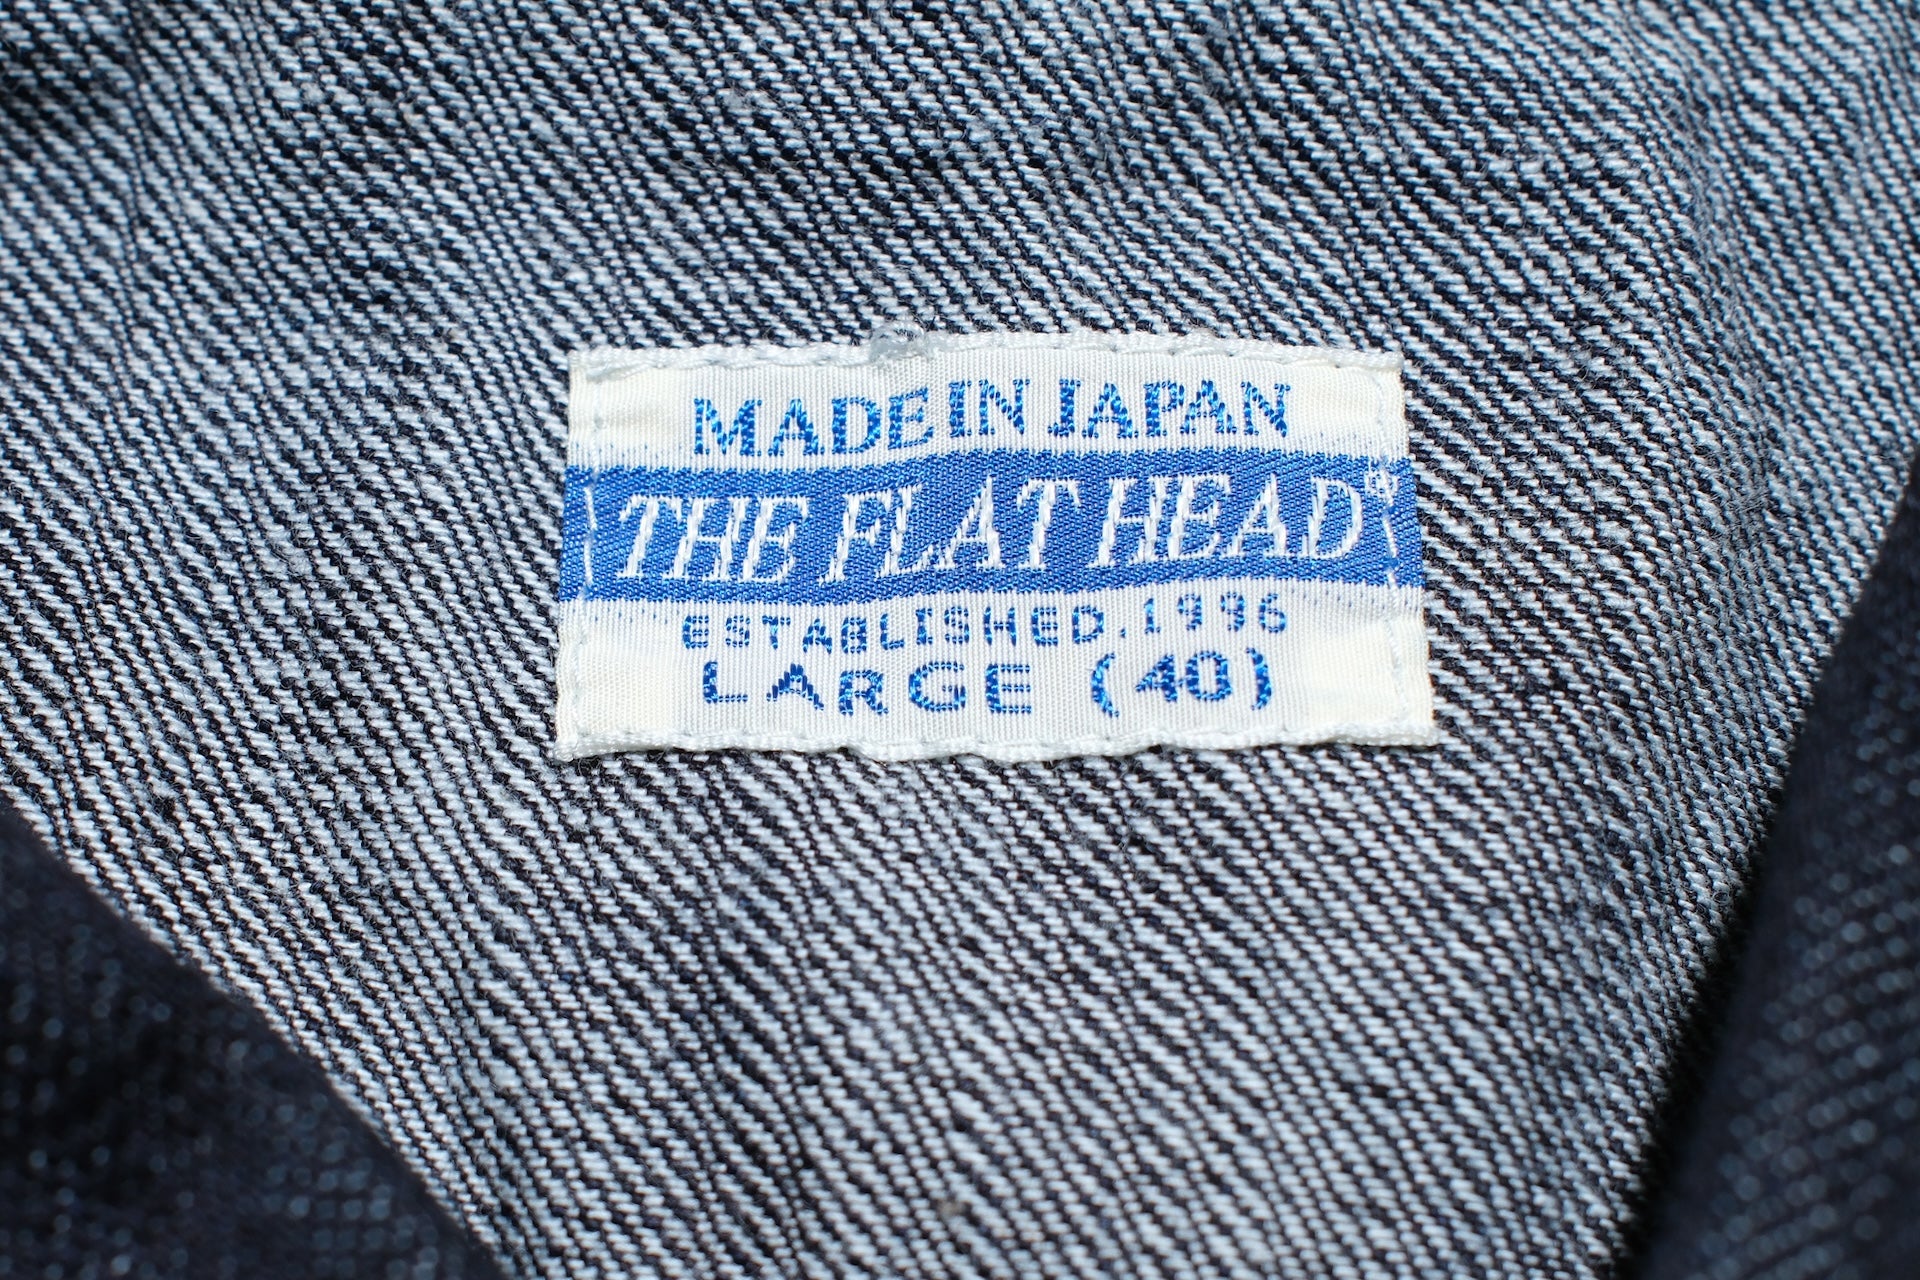 MADE IN JAPAN
THE FLAT HEAD®
ESTABLISHED.1996
LARGE (40)